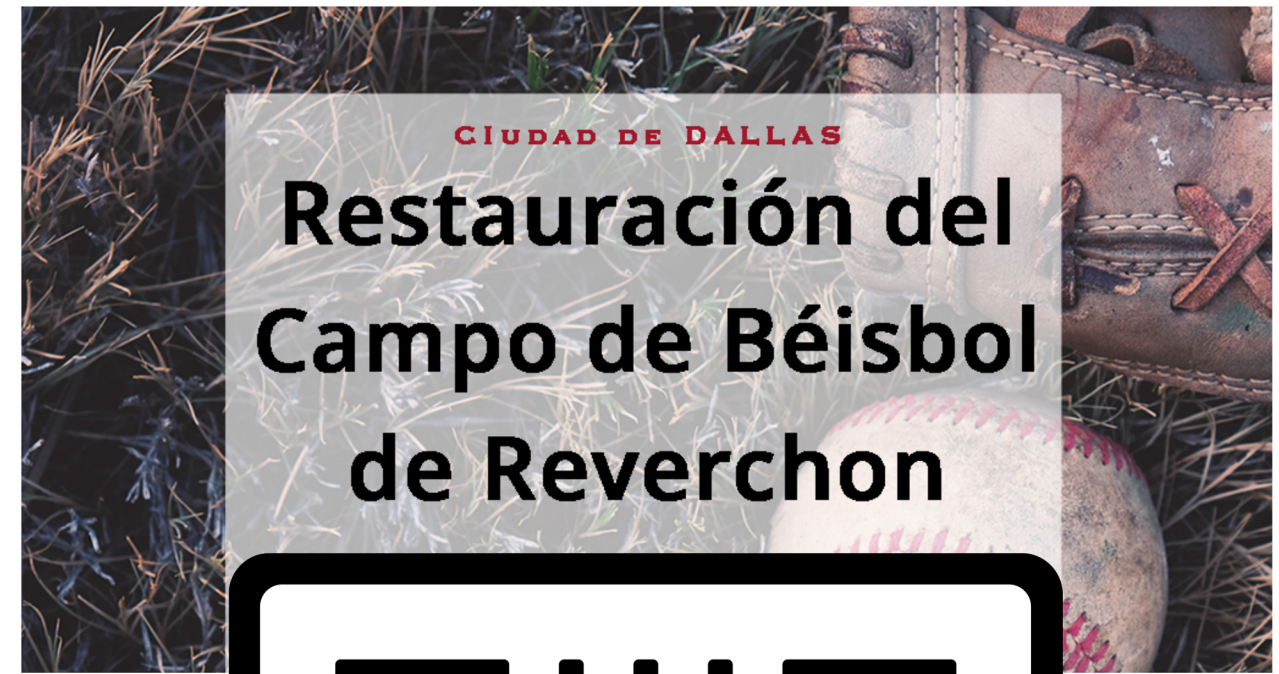 CIUDAD DE DALLAS
Restauración del
Campo de Béisbol
de Reverchon